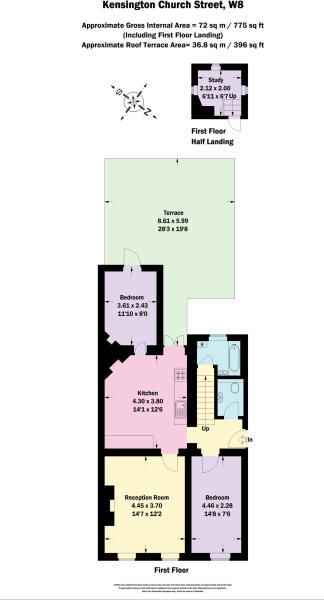 Kensington Church Street, W8
Approximate Gross Internal Area = 72 sq m / 775 sq ft
(Including First Floor Landing)
Approximate Roof Terrace Area= 36.8 sq m / 396 sq ft
Study
2.12 x 2.00
6'11 x 6'7
Up
First Floor
Half Landing
S
N
Terrace
8.61 x 5.99
28'3 x 19'8
Bedroom
3.61 x 2.43
11'10 x 8'0
Kitchen
4.30 x 3.80
14'1 x 12'6
Up
In
Reception Room
4.45 x 3.70
14'7 x 12'2
Bedroom
4.46 x 2.28
14'8 x 7'6
First Floor